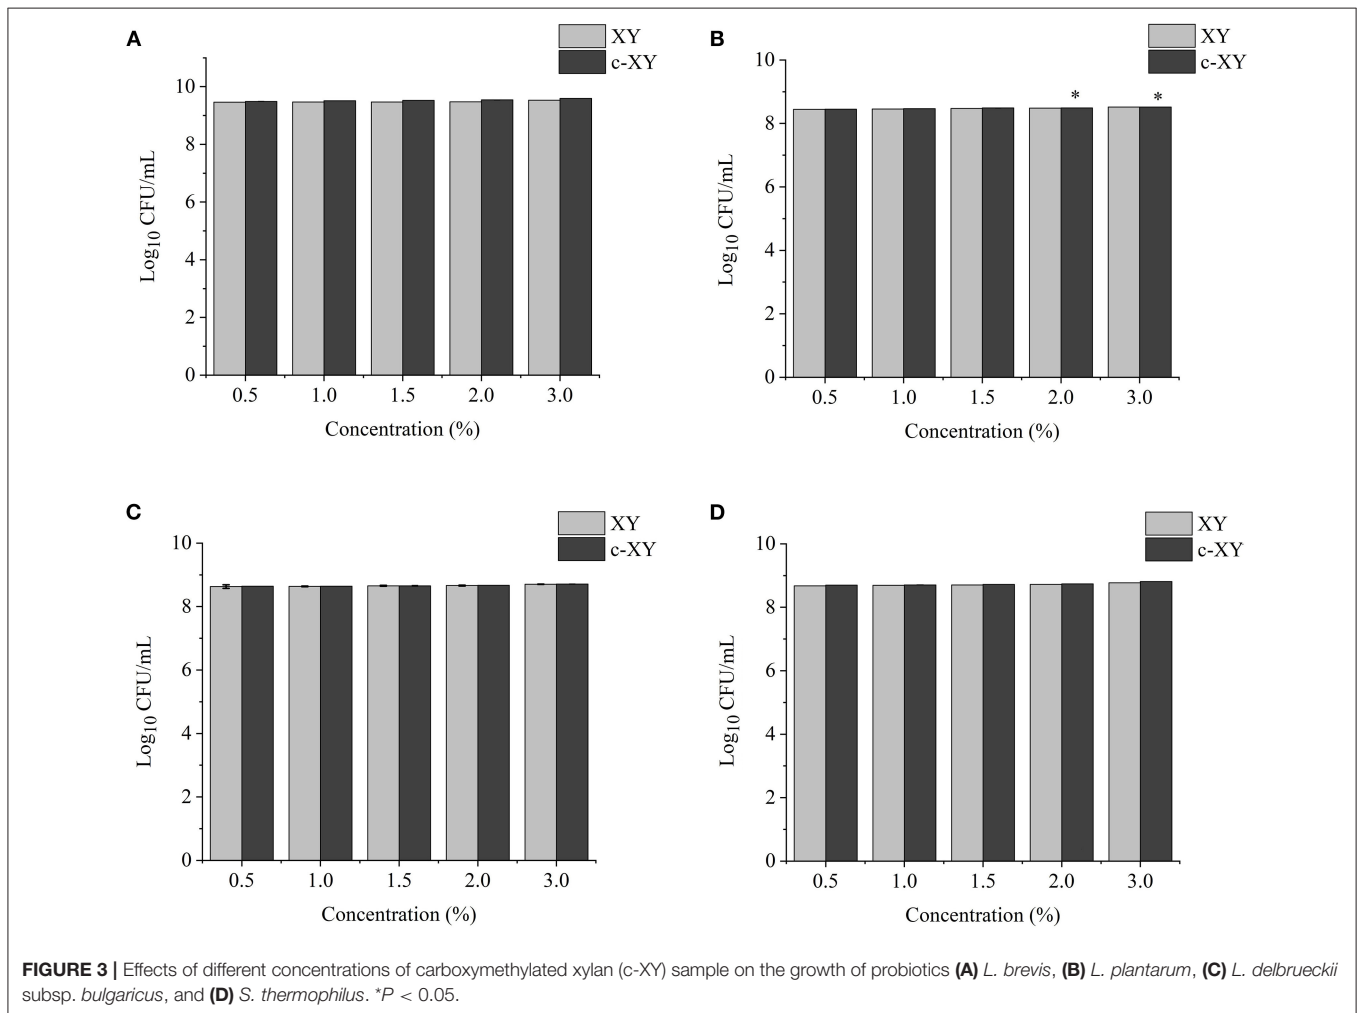 A
XY
c-XY
10
8
6
4
2
0
Log10 CFU/mL
0.5 1.0 1.5 2.0 3.0
Concentration (%)
B
XY
c-XY
10
8
6
4
2
0
Log10 CFU/mL
* *
0.5 1.0 1.5 2.0 3.0
Concentration (%)
C
XY
c-XY
10
8
6
4
2
0
Log10 CFU/mL
0.5 1.0 1.5 2.0 3.0
Concentration (%)
D
XY
c-XY
10
8
6
4
2
0
Log10 CFU/mL
0.5 1.0 1.5 2.0 3.0
Concentration (%)
FIGURE 3 | Effects of different concentrations of carboxymethylated xylan (c-XY) sample on the growth of probiotics (A) L. brevis, (B) L. plantarum, (C) L. delbrueckii
subsp. bulgaricus, and (D) S. thermophilus. *P < 0.05.